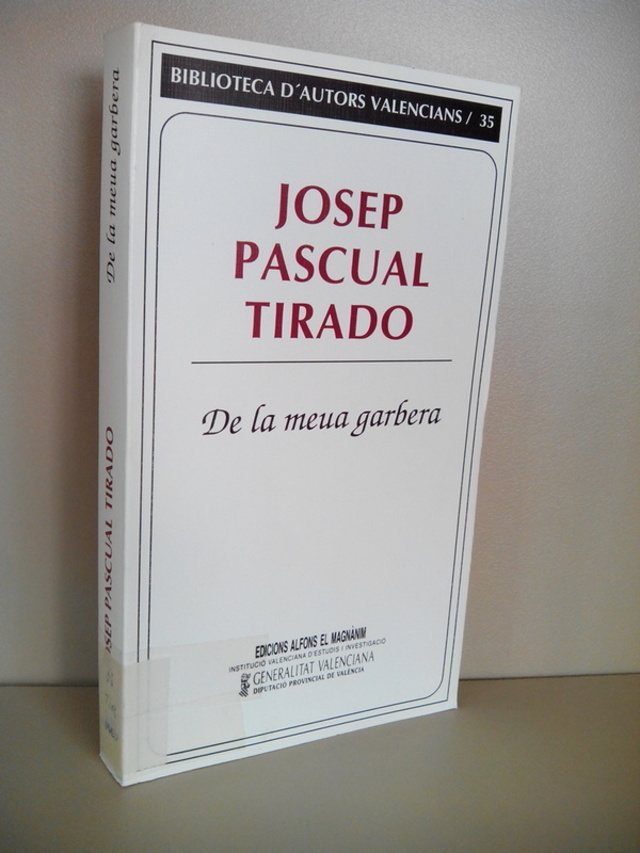 BIBLIOTECA D'AUTORS VALENCIANS / 35
JOSEP
PASCUAL
TIRADO
De la meua garbera
EDICIONS ALFONS EL MAGNÀNIM
INSTITUCIÓ VALENCIANA D'ESTUDIS I INVESTIGACIÓ
GENERALITAT VALENCIANA
DIPUTACIÓ PROVINCIAL DE VALÈNCIA
De la meua garbera
PASCUAL TIRADO